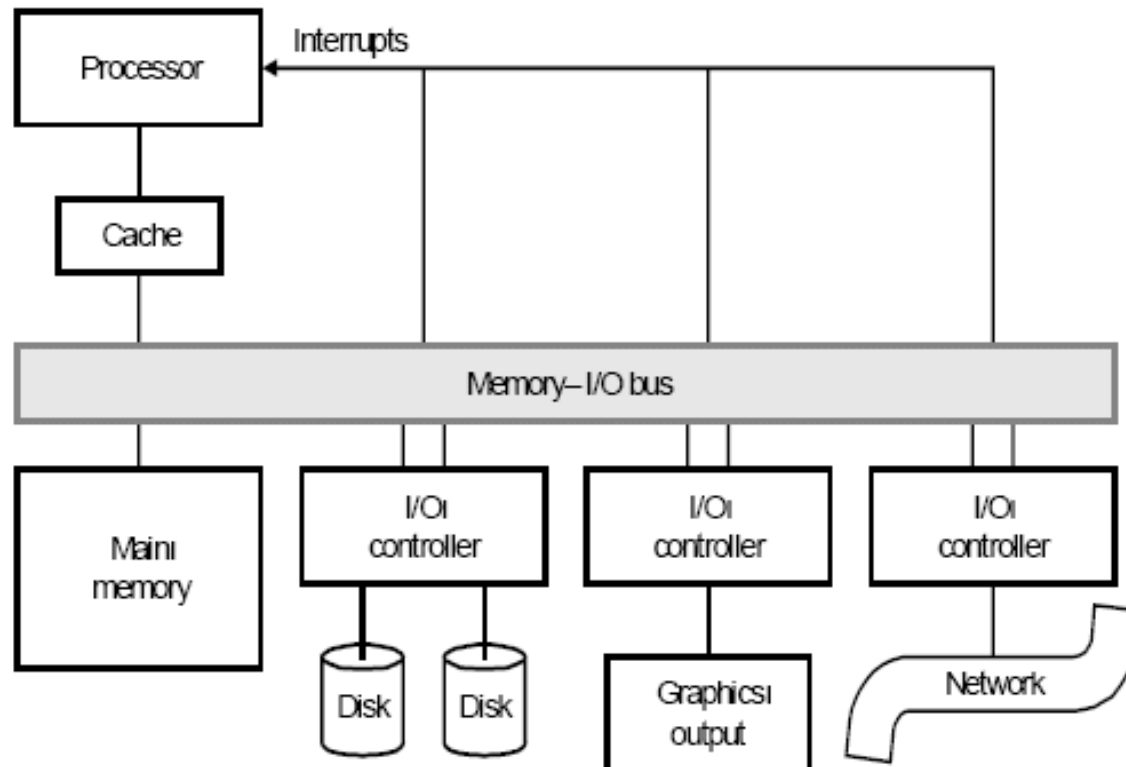 Interrupts
Processor
Cache
Memory–I/O bus
Mainı
memory
I/Oı
controller
I/Oı
controller
I/Oı
controller
Disk
Disk
Graphicsı
output
Network